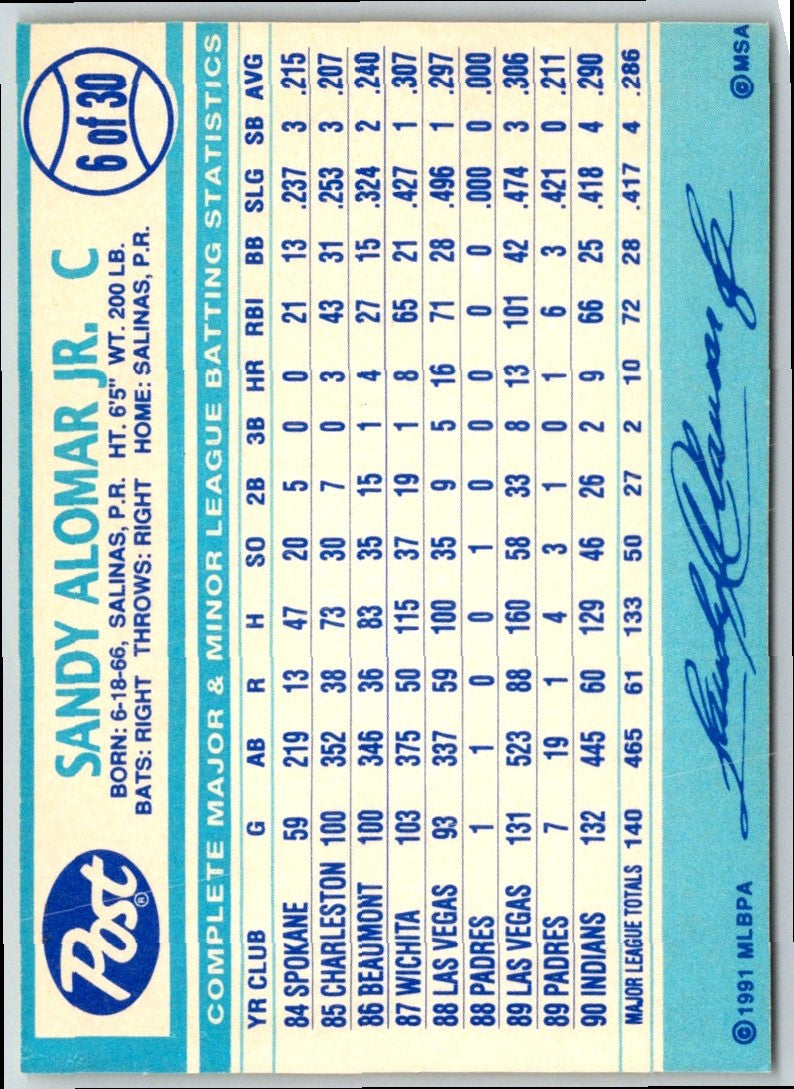 Post®
SANDY ALOMAR JR. C
BORN: 6-18-66, SALINAS, P.R. HT. 6'5" WT. 200 LB.
BATS: RIGHT THROWS: RIGHT HOME: SALINAS, P.R.
6 of 30
COMPLETE MAJOR & MINOR LEAGUE BATTING STATISTICS
YR CLUB G AB R H SO 2B 3B HR RBI BB SLG SB AVG
84 SPOKANE 59 219 13 47 20 5 0 0 21 13 .237 3 .215
85 CHARLESTON 100 352 38 73 30 7 0 3 43 31 .253 3 .207
86 BEAUMONT 100 346 36 83 35 15 1 4 27 15 .324 2 .240
87 WICHITA 103 375 50 115 37 19 1 8 65 21 .427 1 .307
88 LAS VEGAS 93 337 59 100 35 9 5 16 71 28 .496 1 .297
88 PADRES 1 1 0 0 1 0 0 0 0 0 .000 0 .000
89 LAS VEGAS 131 523 88 160 58 33 8 13 101 42 .474 3 .306
89 PADRES 7 19 1 4 3 1 0 1 6 3 .421 0 .211
90 INDIANS 132 445 60 129 46 26 2 9 66 25 .418 4 .290
MAJOR LEAGUE TOTALS 140 465 61 133 50 27 2 10 72 28 .417 4 .286
Sandy Alomar Jr
©1991 MLBPA ©MSA